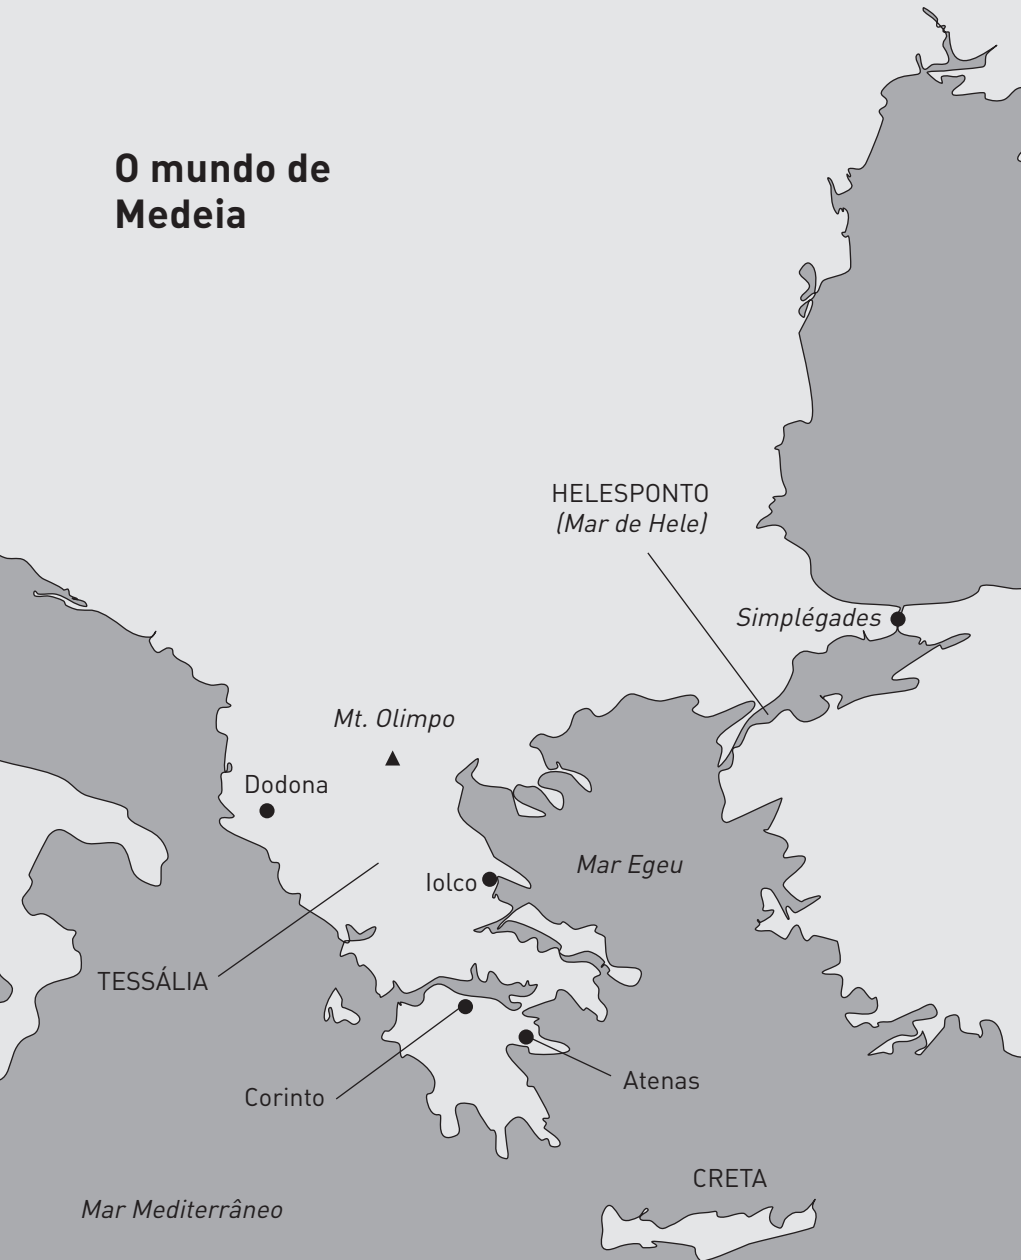 O mundo de
Medeia
HELESPONTO
(Mar de Hele)
Simplégades
Mt. Olimpo
Dodona
Mar Egeu
Iolco
TESSÁLIA
Corinto
Atenas
CRETA
Mar Mediterrâneo